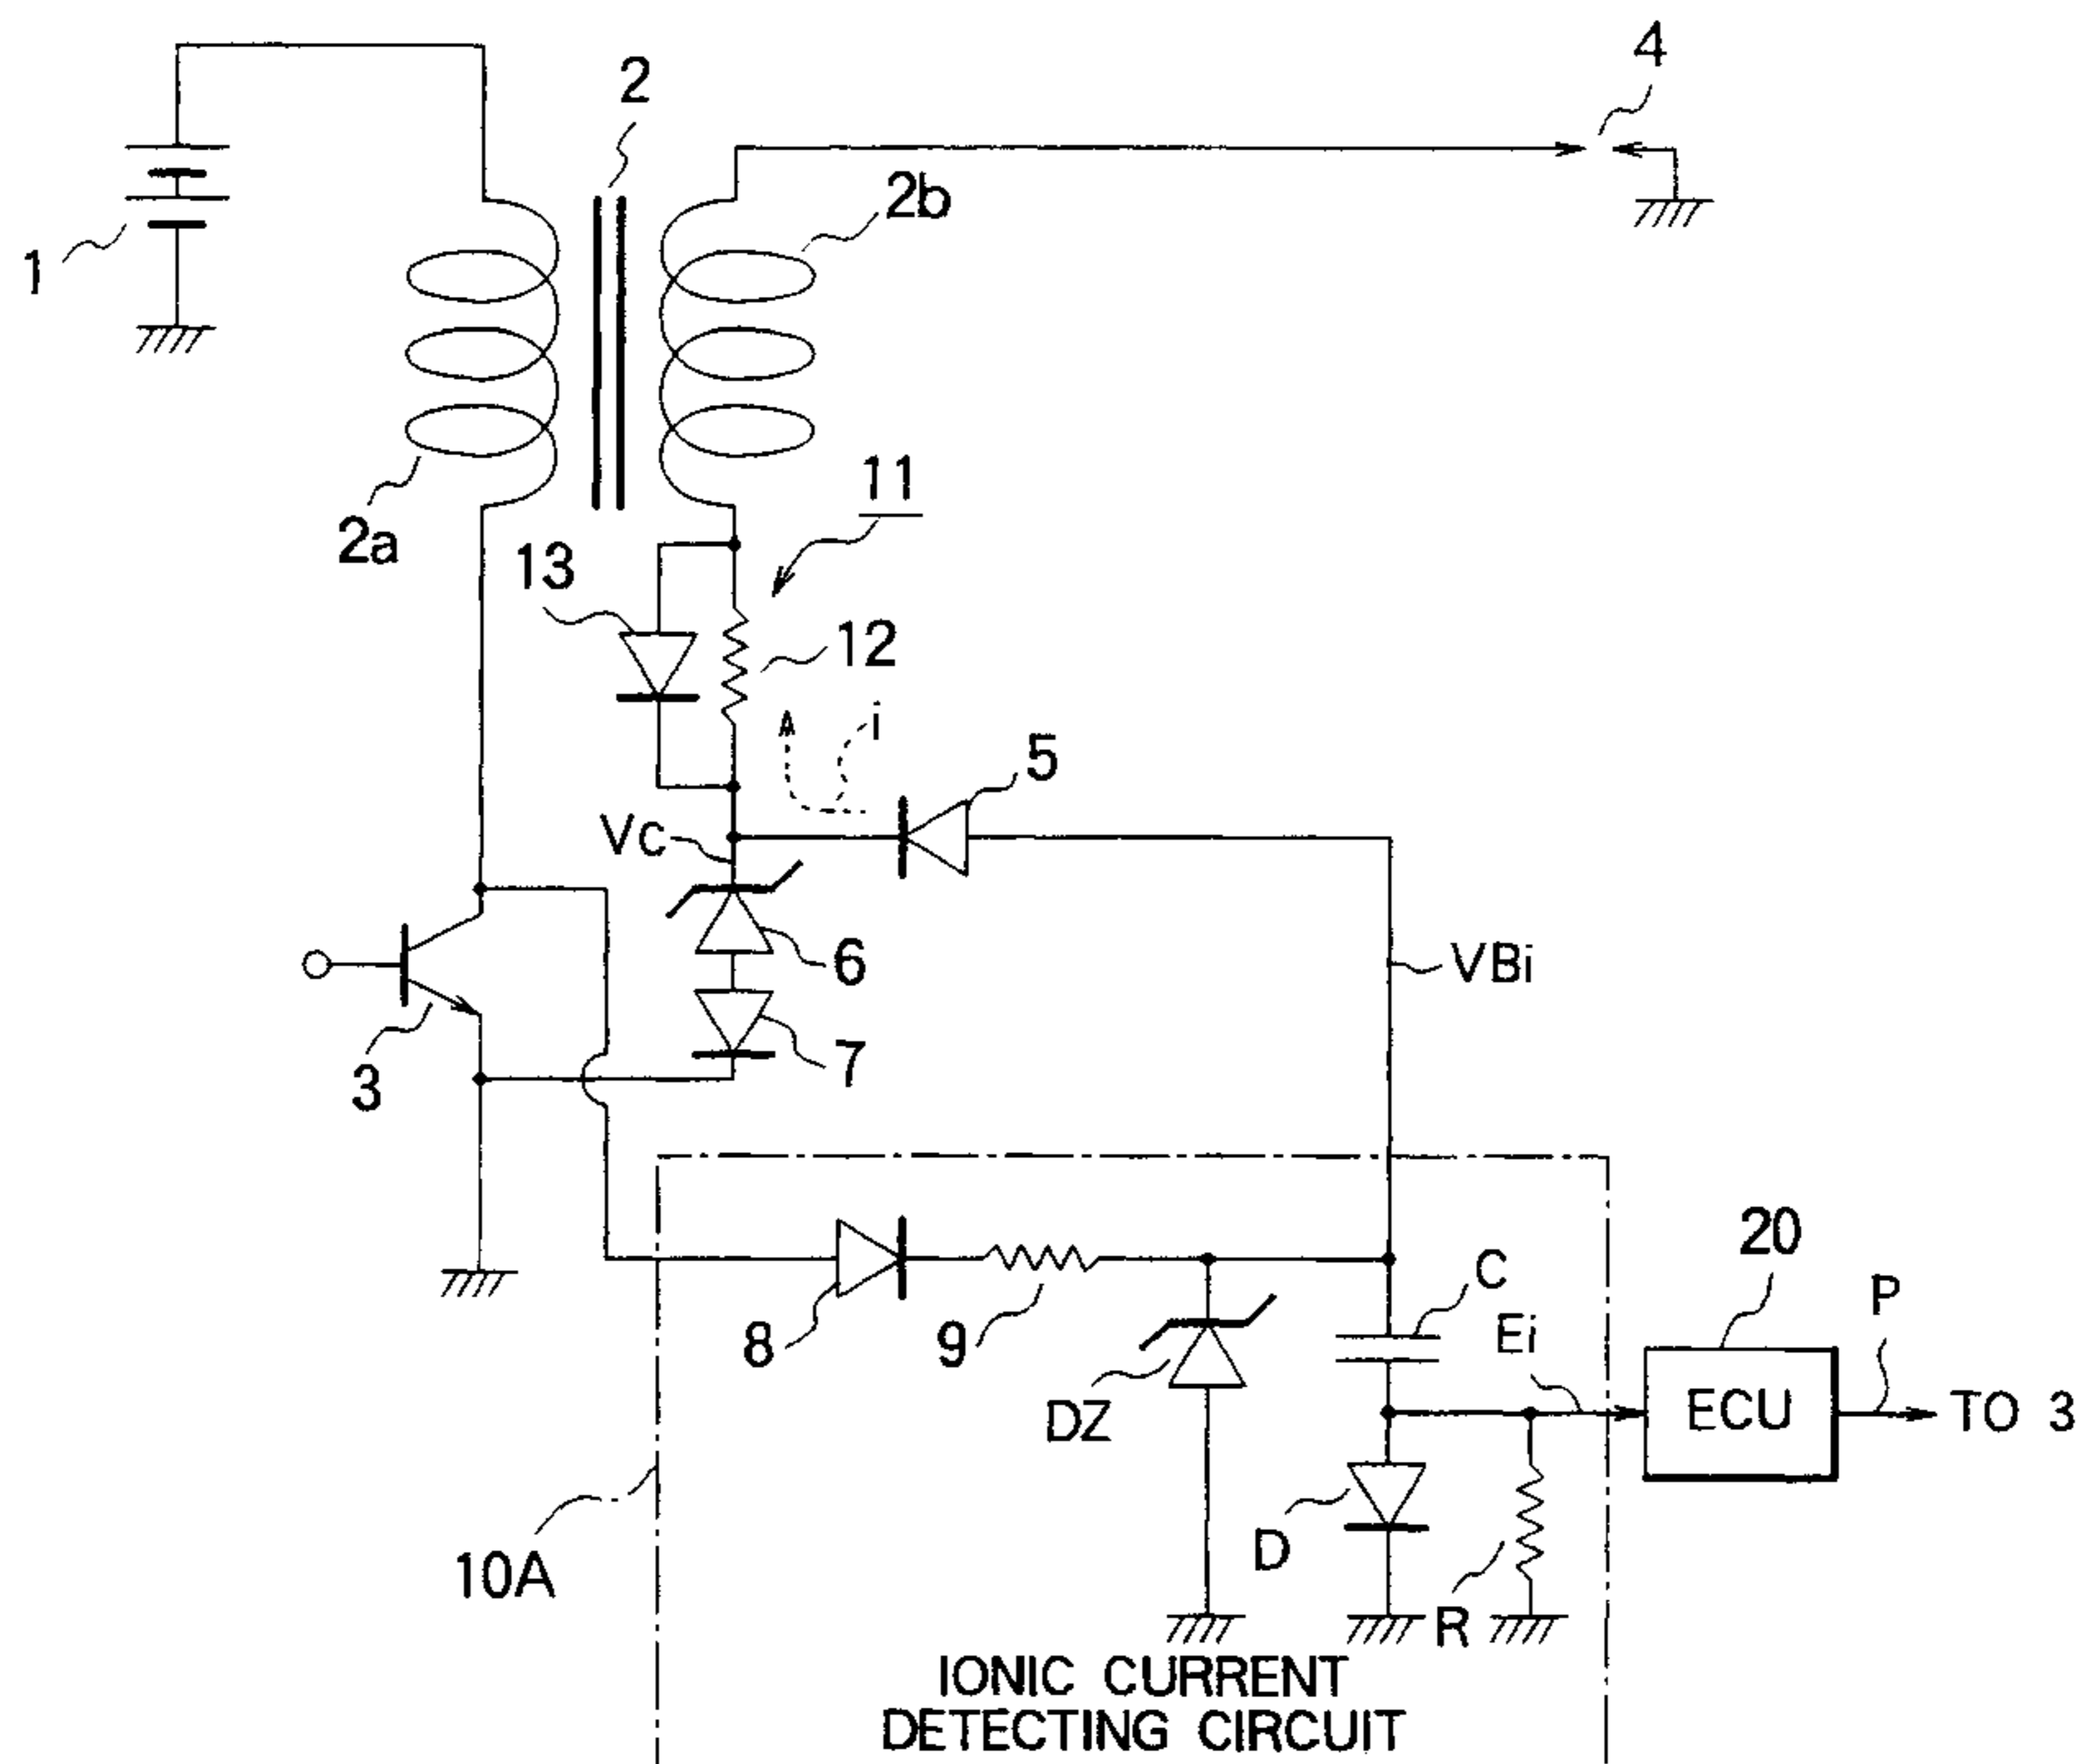 4
2
2b
1
11
2a
13
12
i
5
Vc
6
VBi
7
3
20
C
P
Ei
8
9
ECU
TO 3
DZ
D
10A
R
IONIC CURRENT
DETECTING CIRCUIT